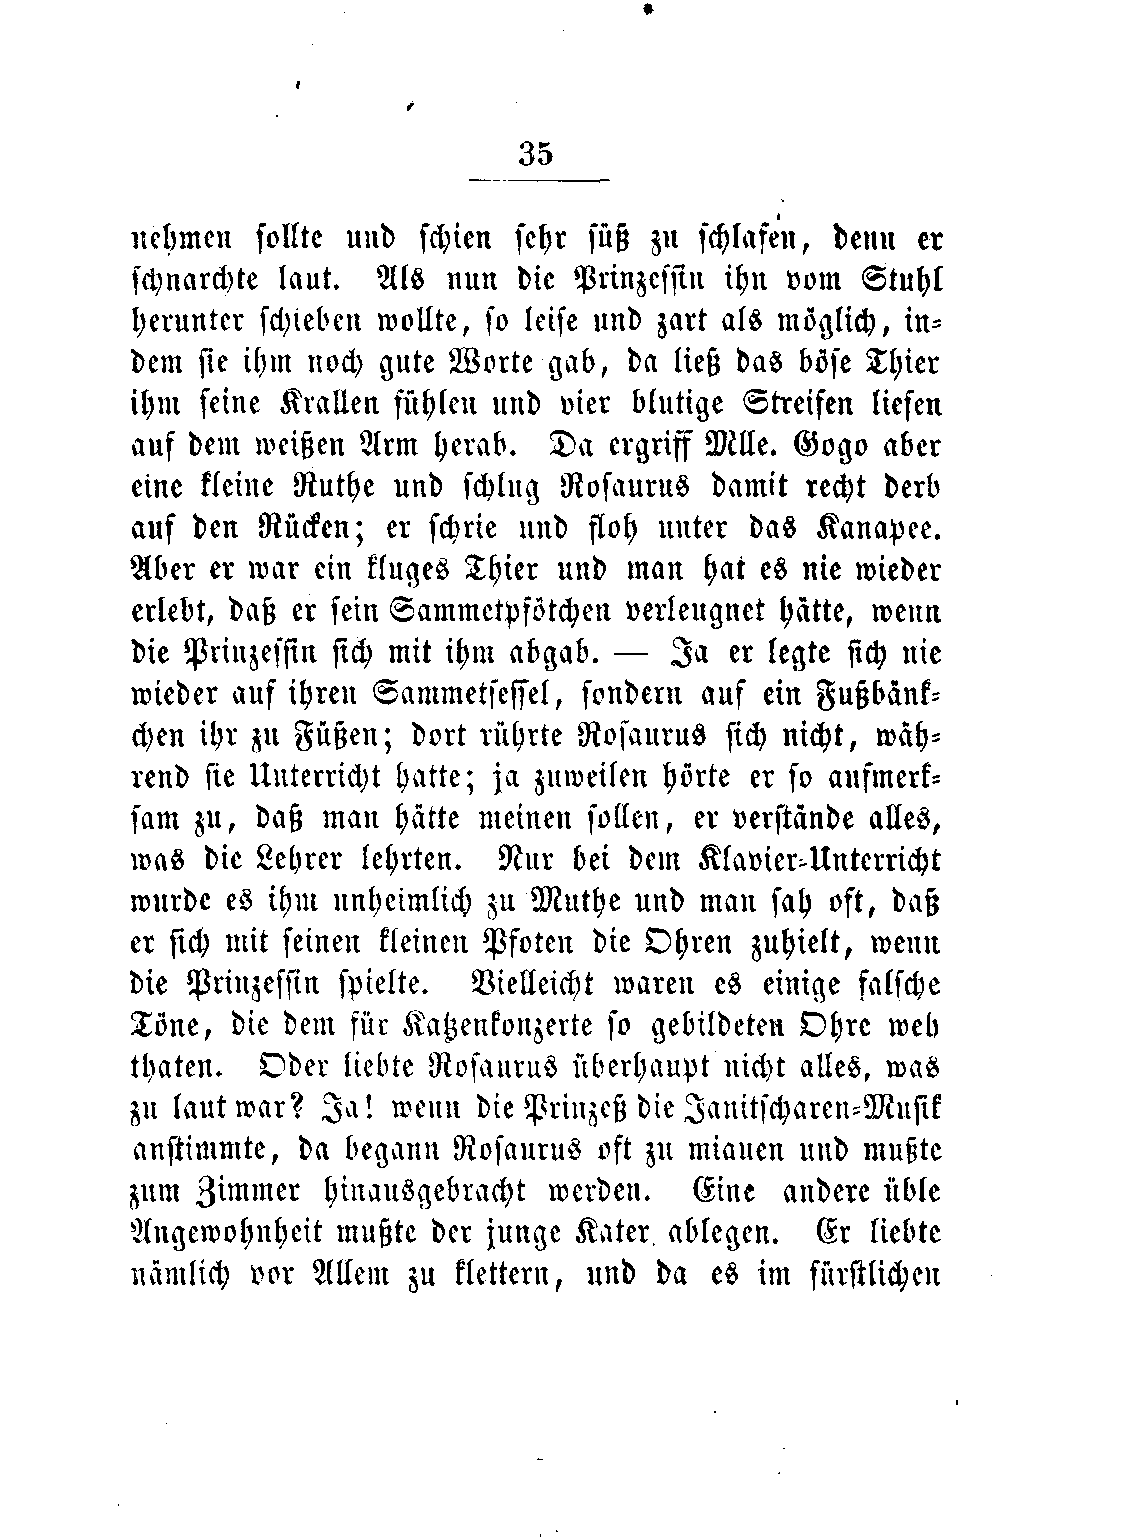 35
nehmen sollte und schien sehr süß zu schlafen, denn er
schnarchte laut. Als nun die Prinzessin ihn vom Stuhl
herunter schieben wollte, so leise und zart als möglich, in-
dem sie ihm noch gute Worte gab, da ließ das böse Thier
ihm seine Krallen fühlen und vier blutige Streifen liefen
auf dem weißen Arm herab. Da ergriff Mlle. Gogo aber
eine kleine Ruthe und schlug Rosaurus damit recht derb
auf den Rücken; er schrie und floh unter das Kanapee.
Aber er war ein kluges Thier und man hat es nie wieder
erlebt, daß er sein Sammetpfötchen verleugnet hätte, wenn
die Prinzessin sich mit ihm abgab. — Ja er legte sich nie
wieder auf ihren Sammetsessel, sondern auf ein Fußbänk-
chen ihr zu Füßen; dort rührte Rosaurus sich nicht, wäh-
rend sie Unterricht hatte; ja zuweilen hörte er so aufmerk-
sam zu, daß man hätte meinen sollen, er verstände alles,
was die Lehrer lehrten. Nur bei dem Klavier-Unterricht
wurde es ihm unheimlich zu Muthe und man sah oft, daß
er sich mit seinen kleinen Pfoten die Ohren zuhielt, wenn
die Prinzessin spielte. Vielleicht waren es einige falsche
Töne, die dem für Katzenkonzerte so gebildeten Ohre weh
thaten. Oder liebte Rosaurus überhaupt nicht alles, was
zu laut war? Ja! wenn die Prinzeß die Janitscharen-Musik
anstimmte, da begann Rosaurus oft zu miauen und mußte
zum Zimmer hinausgebracht werden. Eine andere üble
Angewohnheit mußte der junge Kater ablegen. Er liebte
nämlich vor Allem zu klettern, und da es im fürstlichen